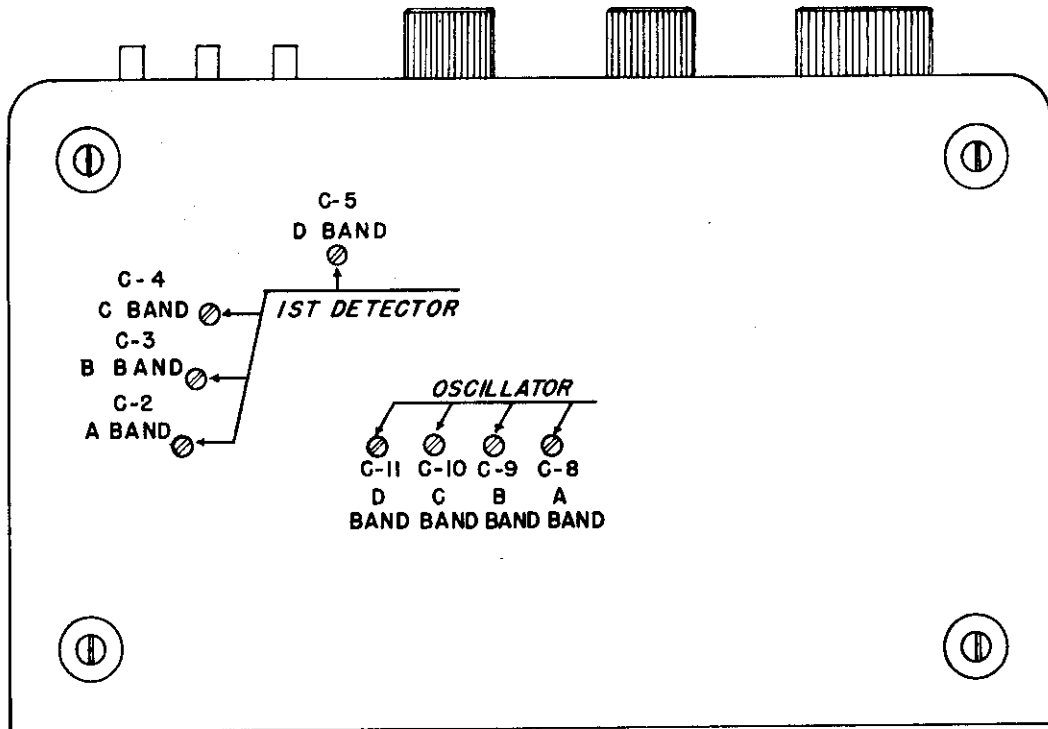 C-5
D BAND
C-4
C BAND
1ST DETECTOR
C-3
B BAND
C-2
A BAND
OSCILLATOR
C-11 C-10 C-9 C-8
D C B A
BAND BAND BAND BAND